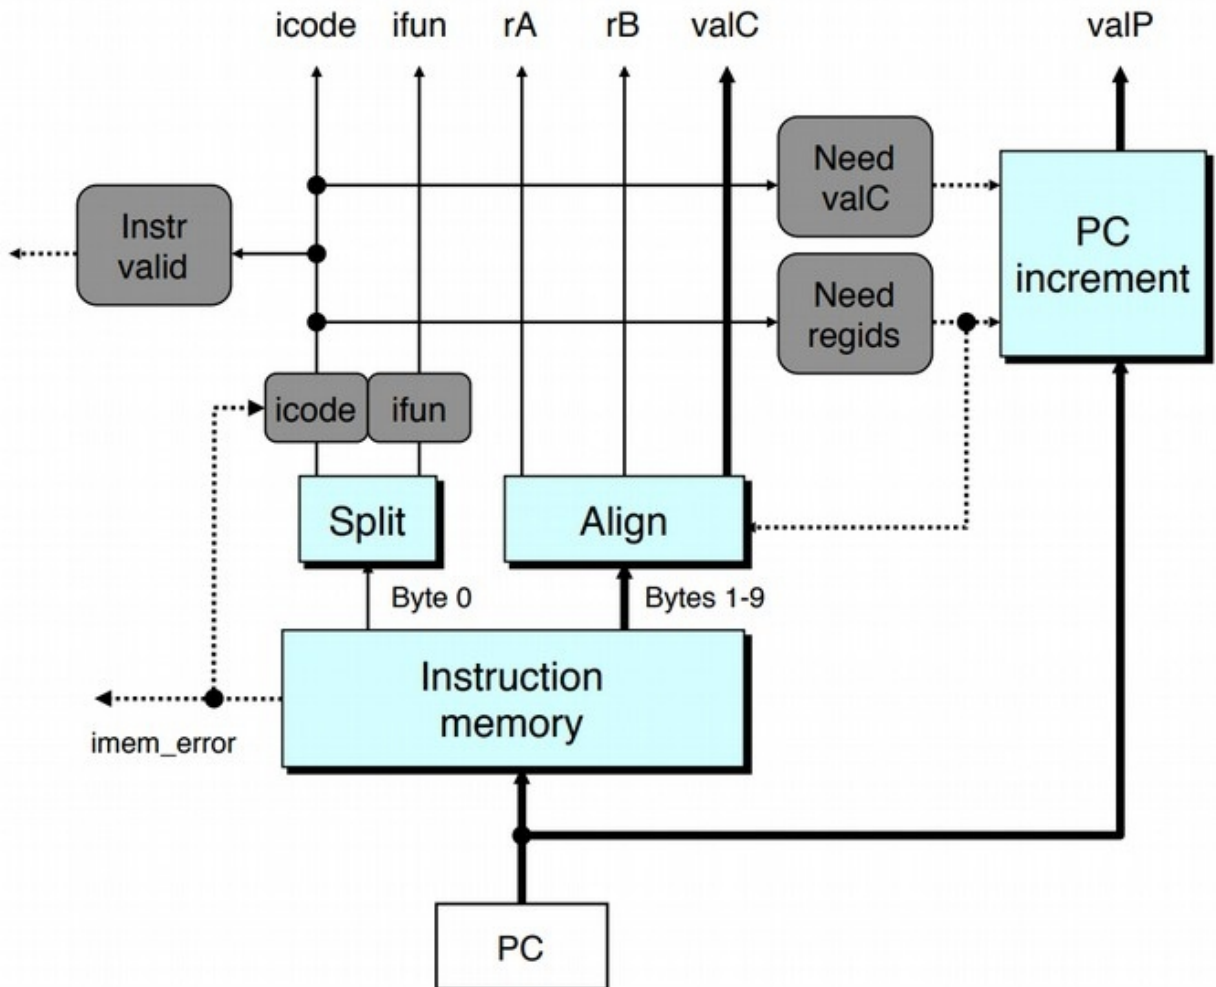 icode ifun rA rB valC valP
Need
valC
Instr
valid
PC
increment
Need
regids
icode ifun
Split
Align
Byte 0
Bytes 1-9
Instruction
memory
imem_error
PC